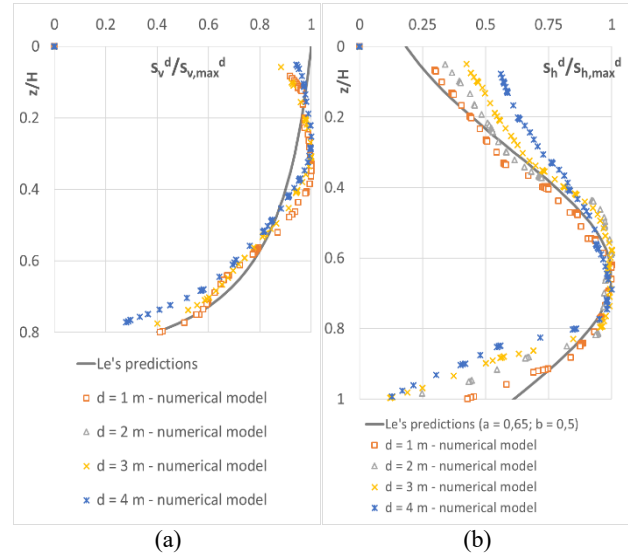 0 0.2 0.4 0.6 0.8 1
0
0.2
0.4
0.6
0.8
z/H
s_v^d/s_v,max^d
Le's predictions
d = 1 m - numerical model
d = 2 m - numerical model
d = 3 m - numerical model
d = 4 m - numerical model
(a)
0 0.25 0.5 0.75 1
0
0.2
0.4
0.6
0.8
1
z/H
s_h^d/s_h,max^d
Le's predictions (a = 0,65; b = 0,5)
d = 1 m - numerical model
d = 2 m - numerical model
d = 3 m - numerical model
d = 4 m - numerical model
(b)